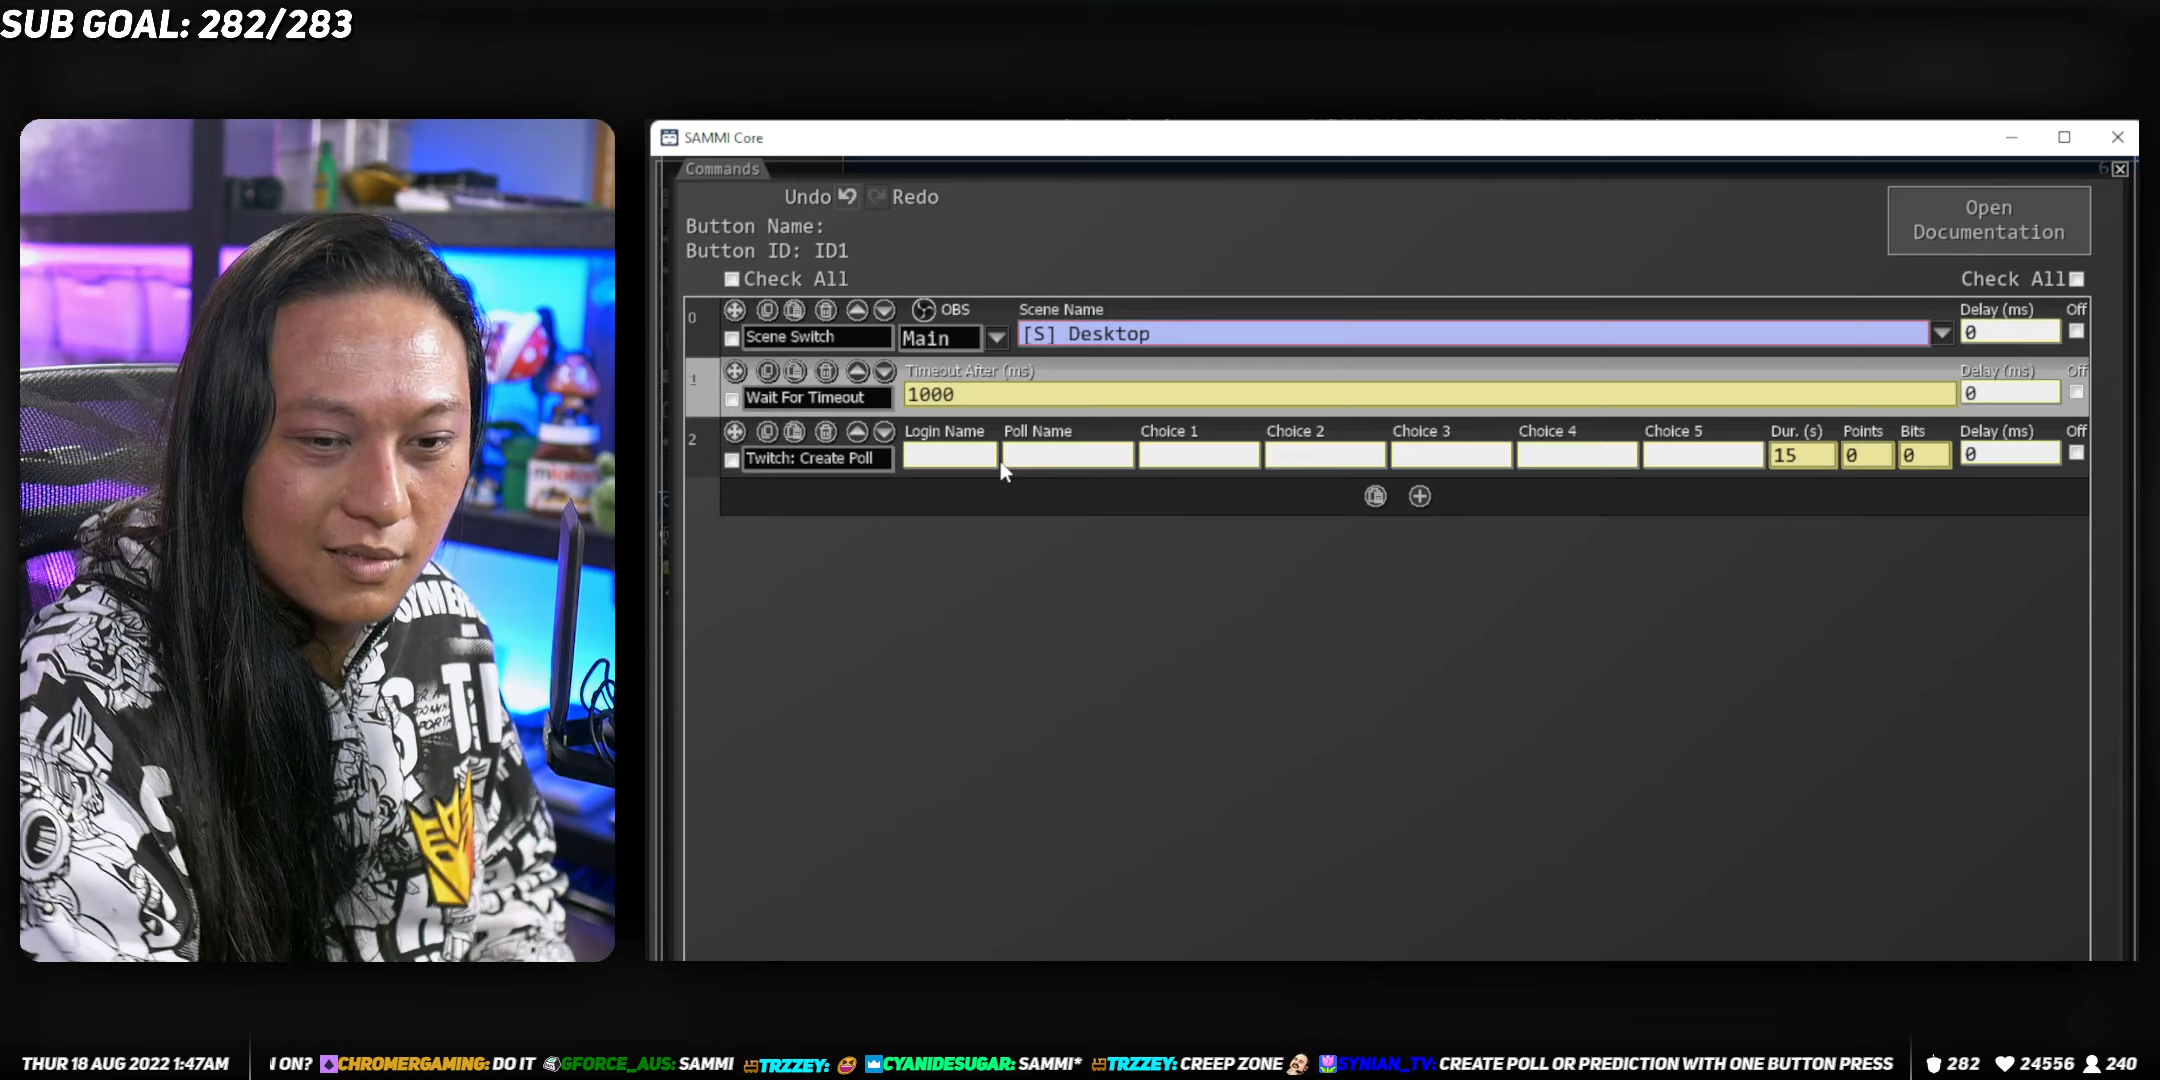 SUB GOAL: 282/283
SAMMI Core
Commands
Undo Redo
Open
Documentation
Button Name:
Button ID: ID1
Check All
Check All
0
OBS
Scene Name
Delay (ms)
Off
Scene Switch
Main
[S] Desktop
0
1
Timeout After (ms)
Delay (ms)
Off
Wait For Timeout
1000
0
2
Login Name
Poll Name
Choice 1
Choice 2
Choice 3
Choice 4
Choice 5
Dur. (s)
Points
Bits
Delay (ms)
Off
Twitch: Create Poll
15
0
0
0
THUR 18 AUG 2022 1:47AM
ON? CHROMERGAMING: DO IT GFORCE_AUS: SAMMI TRZZEY: CYANIDESUGAR: SAMMI* TRZZEY: CREEP ZONE SYNIAN_TV: CREATE POLL OR PREDICTION WITH ONE BUTTON PRESS
282 24556 240